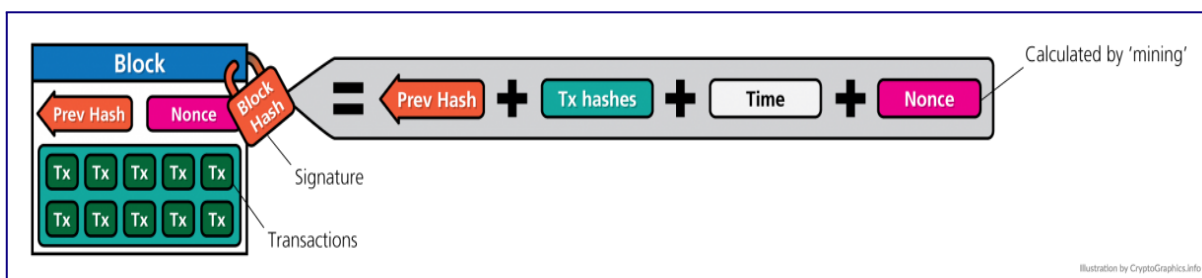 Block
Prev Hash
Nonce
Block
Hash
= Prev Hash + Tx hashes + Time + Nonce
Calculated by ‘mining’
Signature
Tx Tx Tx Tx Tx
Tx Tx Tx Tx Tx
Transactions
Illustration by CryptoGraphics.info